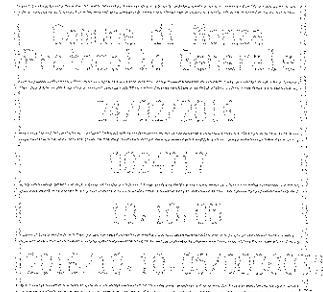 Comune di Monza
Protocollo Generale
24/02/2016
0024717
10.10.05